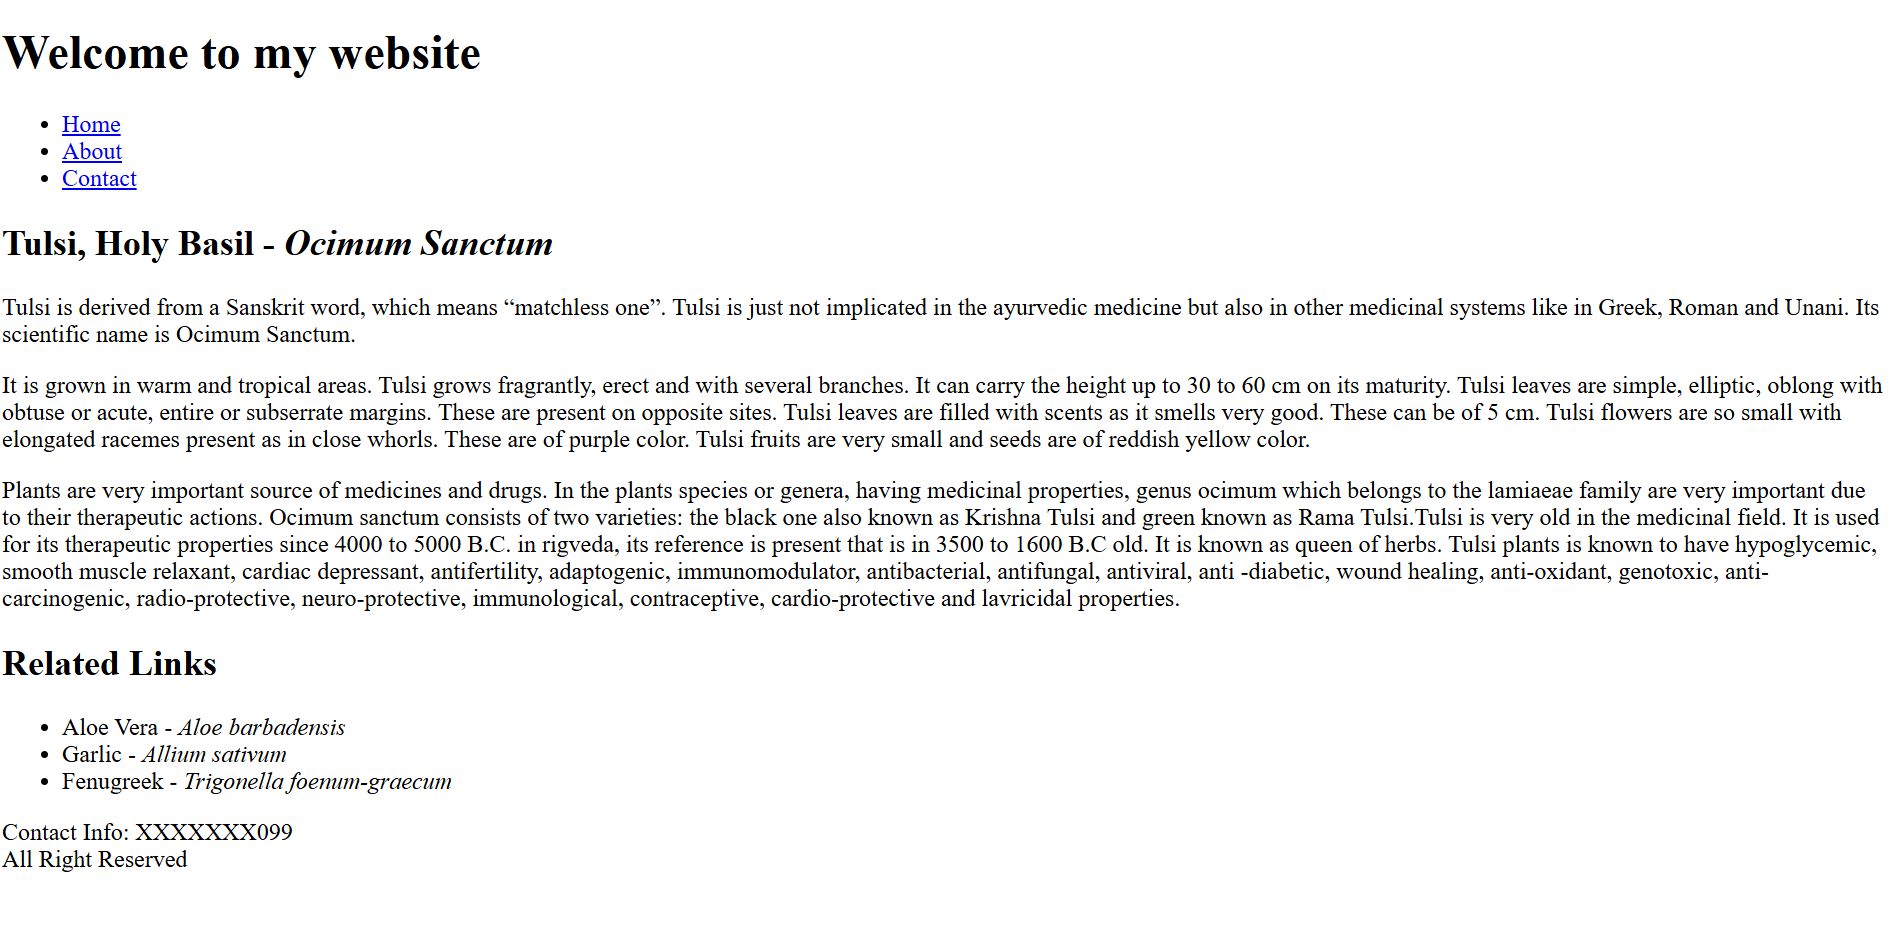 Welcome to my website
Home
About
Contact
Tulsi, Holy Basil - Ocimum Sanctum
Tulsi is derived from a Sanskrit word, which means “matchless one”. Tulsi is just not implicated in the ayurvedic medicine but also in other medicinal systems like in Greek, Roman and Unani. Its
scientific name is Ocimum Sanctum.
It is grown in warm and tropical areas. Tulsi grows fragrantly, erect and with several branches. It can carry the height up to 30 to 60 cm on its maturity. Tulsi leaves are simple, elliptic, oblong with
obtuse or acute, entire or subserrate margins. These are present on opposite sites. Tulsi leaves are filled with scents as it smells very good. These can be of 5 cm. Tulsi flowers are so small with
elongated racemes present as in close whorls. These are of purple color. Tulsi fruits are very small and seeds are of reddish yellow color.
Plants are very important source of medicines and drugs. In the plants species or genera, having medicinal properties, genus ocimum which belongs to the lamiaeae family are very important due
to their therapeutic actions. Ocimum sanctum consists of two varieties: the black one also known as Krishna Tulsi and green known as Rama Tulsi.Tulsi is very old in the medicinal field. It is used
for its therapeutic properties since 4000 to 5000 B.C. in rigveda, its reference is present that is in 3500 to 1600 B.C old. It is known as queen of herbs. Tulsi plants is known to have hypoglycemic,
smooth muscle relaxant, cardiac depressant, antifertility, adaptogenic, immunomodulator, antibacterial, antifungal, antiviral, anti -diabetic, wound healing, anti-oxidant, genotoxic, anti-
carcinogenic, radio-protective, neuro-protective, immunological, contraceptive, cardio-protective and lavricidal properties.
Related Links
Aloe Vera - Aloe barbadensis
Garlic - Allium sativum
Fenugreek - Trigonella foenum-graecum
Contact Info: XXXXXXX099
All Right Reserved